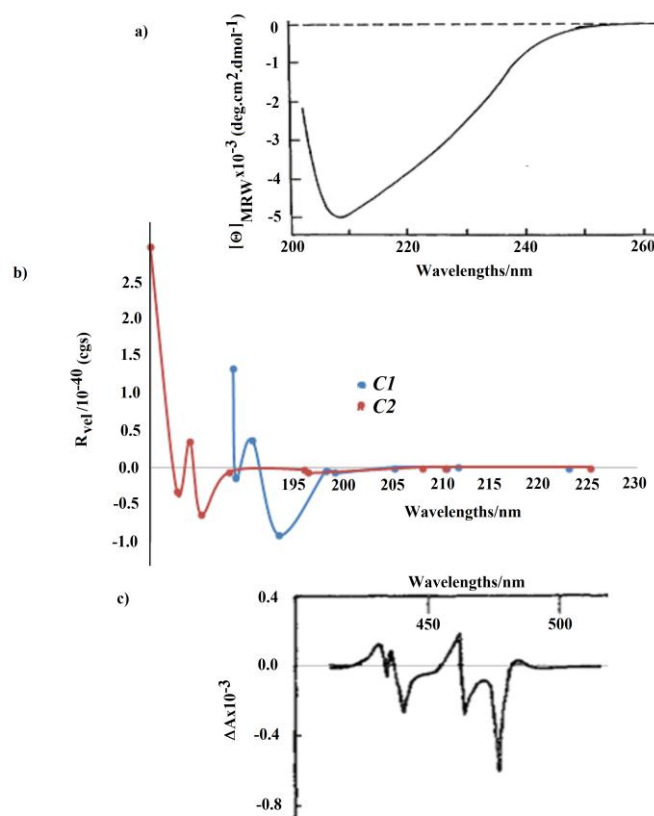 a)
[Θ]MRWx10⁻³ (deg.cm².dmol⁻¹)
0
-1
-2
-3
-4
-5
200
220
240
260
Wavelengths/nm
b)
Rvel/10⁻⁴⁰ (cgs)
2.5
2.0
1.5
1.0
0.5
0.0
-0.5
-1.0
C1
C2
195
200
205
210
215
220
225
230
Wavelengths/nm
c)
Wavelengths/nm
450
500
ΔAx10⁻³
0.4
0.0
-0.4
-0.8